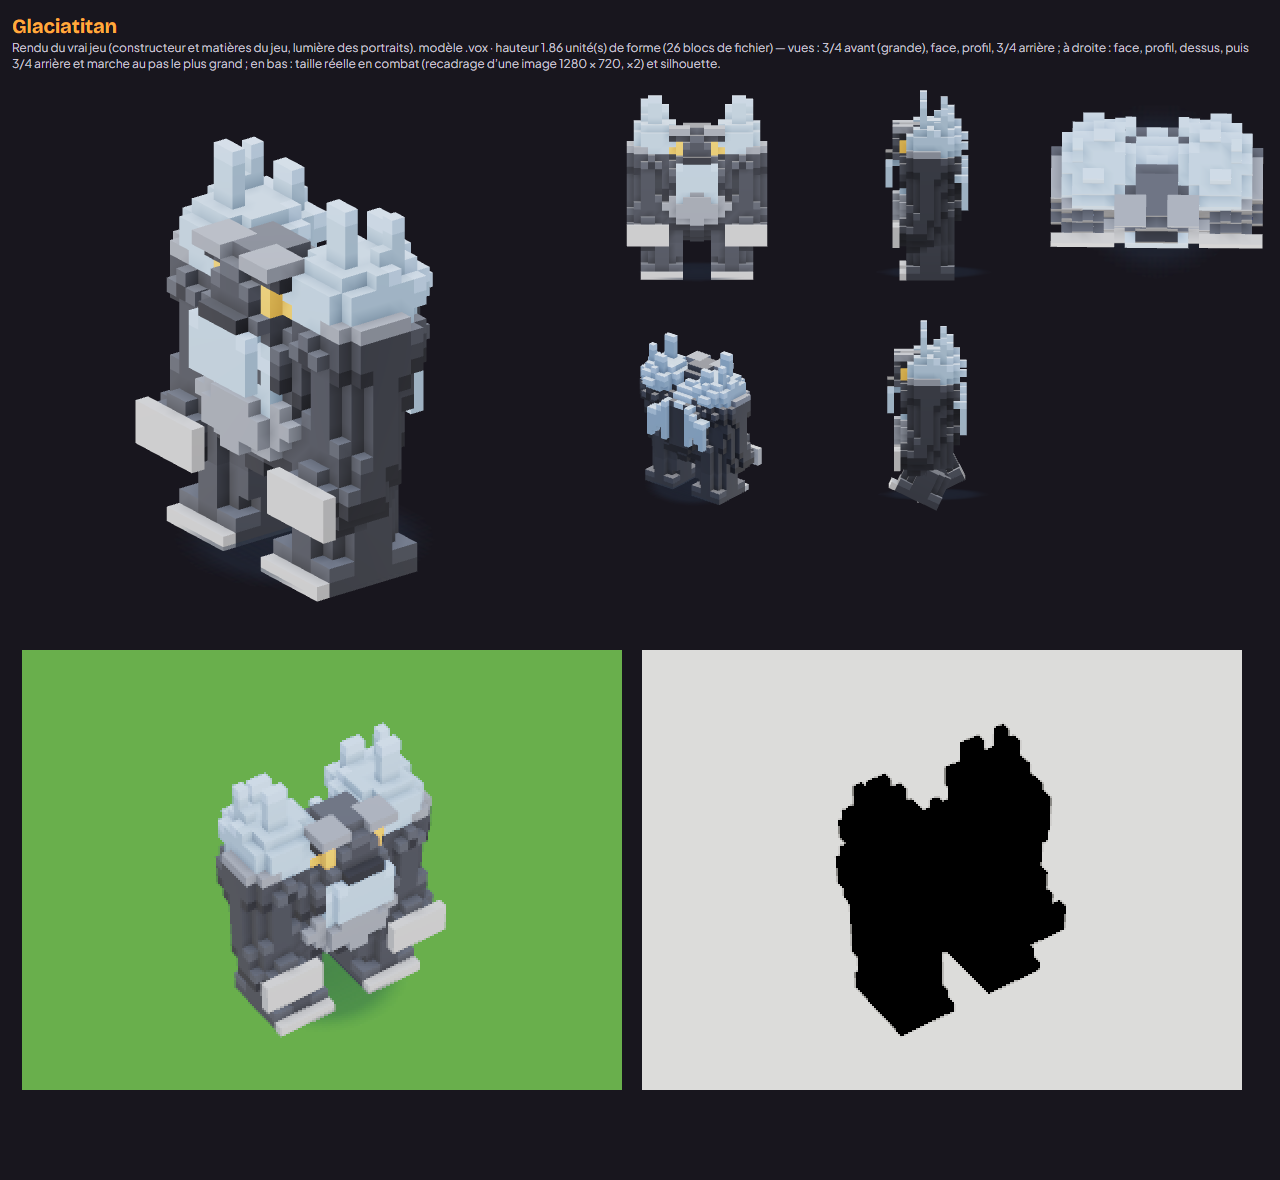 Glaciatitan
Rendu du vrai jeu (constructeur et matières du jeu, lumière des portraits). modèle .vox · hauteur 1.86 unité(s) de forme (26 blocs de fichier) — vues : 3/4 avant (grande), face, profil, 3/4 arrière ; à droite : face, profil, dessus, puis
3/4 arrière et marche au pas le plus grand ; en bas : taille réelle en combat (recadrage d'une image 1280 × 720, ×2) et silhouette.